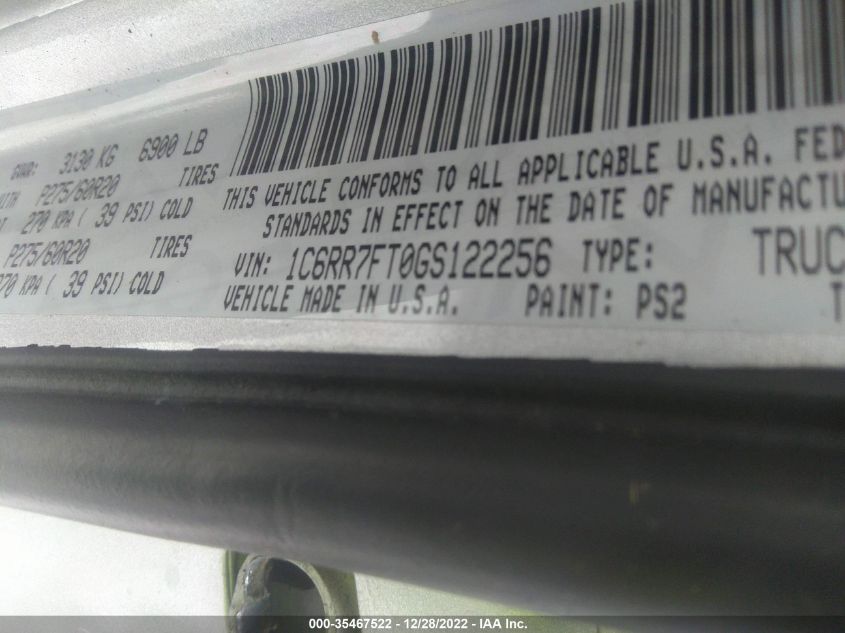 GVWR: 3130 KG 6900 LB
WITH P275/60R20 TIRES
270 KPA ( 39 PSI) COLD
P275/60R20 TIRES
KPA ( 39 PSI) COLD
THIS VEHICLE CONFORMS TO ALL APPLICABLE U.S.A. FED
STANDARDS IN EFFECT ON THE DATE OF MANUFACTU
VIN: 1C6RR7FT0GS122256 TYPE: TRUC
VEHICLE MADE IN U.S.A. PAINT: PS2 T
000-35467522 - 12/28/2022 - IAA Inc.